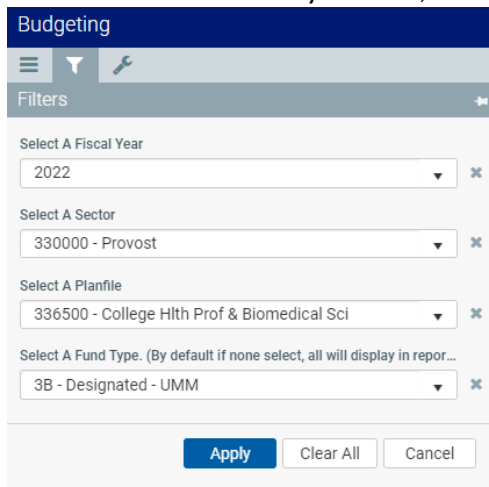 Budgeting
Filters
Select A Fiscal Year
2022
Select A Sector
330000 - Provost
Select A Planfile
336500 - College Hlth Prof & Biomedical Sci
Select A Fund Type. (By default if none select, all will display in repor...
3B - Designated - UMM
Apply Clear All Cancel